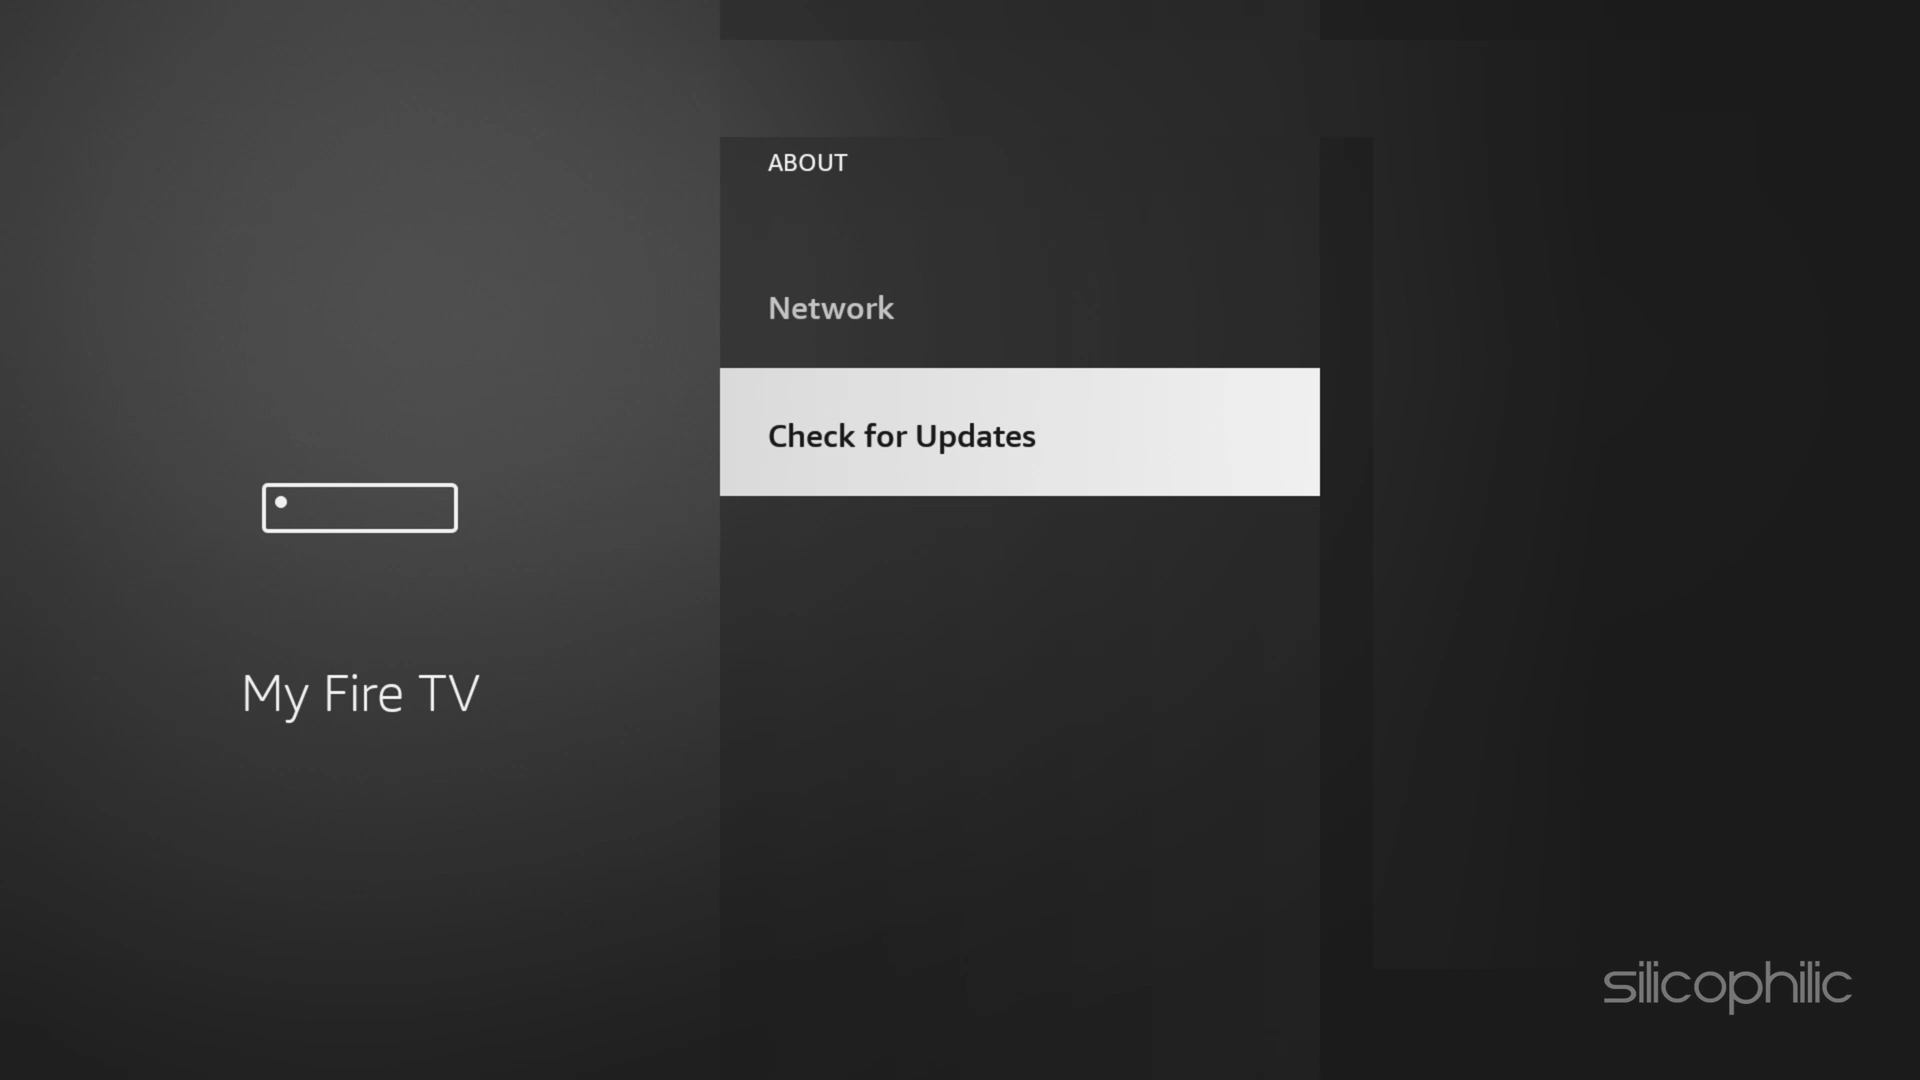 ABOUT
Network
Check for Updates
My Fire TV
silicophilic